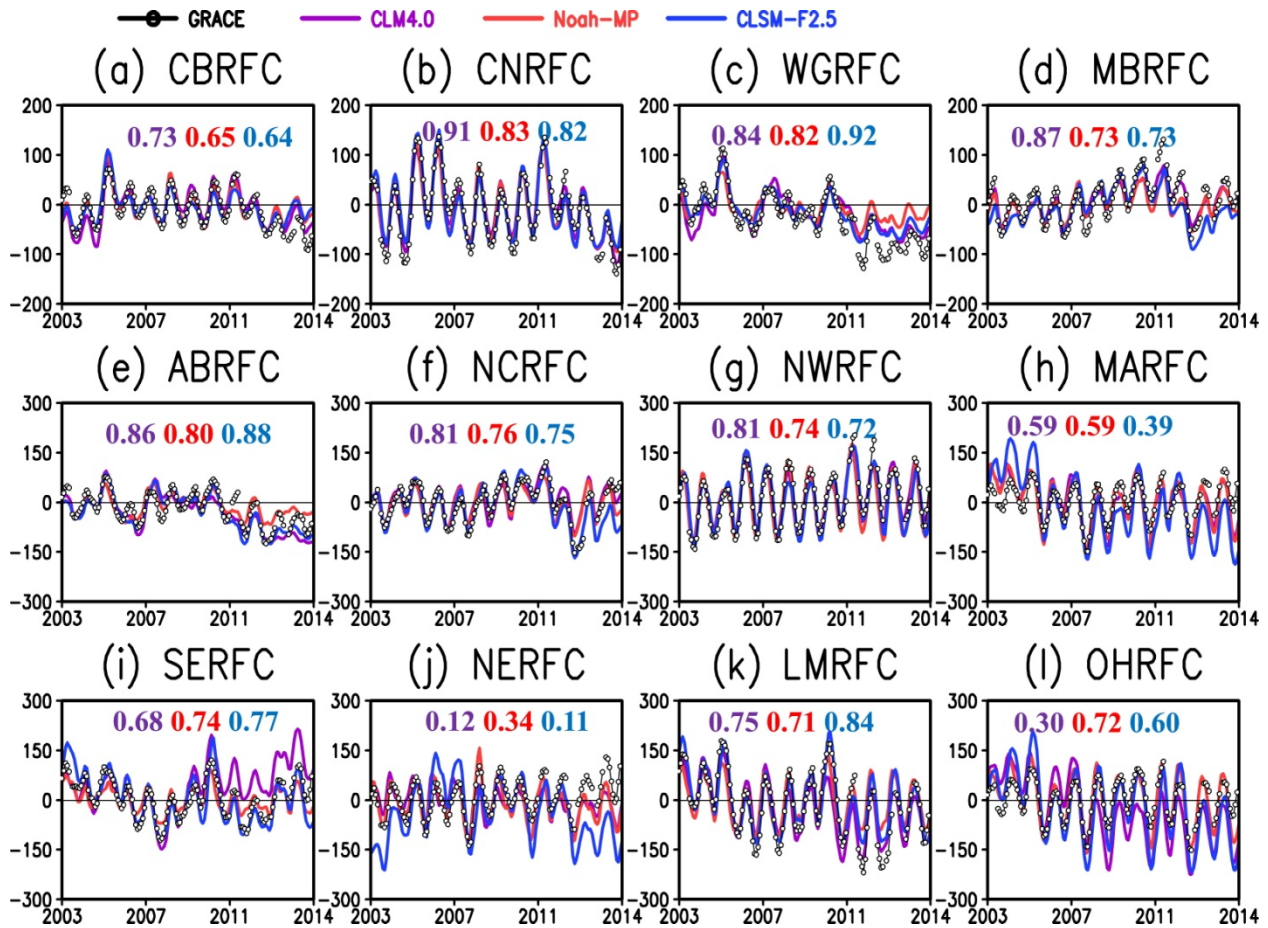 GRACE CLM4.0 Noah-MP CLSM-F2.5
(a) CBRFC (b) CNRFC (c) WGRFC (d) MBRFC
200 200 200 200
0.73 0.65 0.64 0.91 0.83 0.82 0.84 0.82 0.92 0.87 0.73 0.73
100 100 100 100
0 0 0 0
-100 -100 -100 -100
-200 -200 -200 -200
2003 2007 2011 2014 2003 2007 2011 2014 2003 2007 2011 2014 2003 2007 2011 2014
(e) ABRFC (f) NCRFC (g) NWRFC (h) MARFC
300 300 300 300
0.86 0.80 0.88 0.81 0.76 0.75 0.81 0.74 0.72 0.59 0.59 0.39
150 150 150 150
0 0 0 0
-150 -150 -150 -150
-300 -300 -300 -300
2003 2007 2011 2014 2003 2007 2011 2014 2003 2007 2011 2014 2003 2007 2011 2014
(i) SERFC (j) NERFC (k) LMRFC (l) OHRFC
300 300 300 300
0.68 0.74 0.77 0.12 0.34 0.11 0.75 0.71 0.84 0.30 0.72 0.60
150 150 150 150
0 0 0 0
-150 -150 -150 -150
-300 -300 -300 -300
2003 2007 2011 2014 2003 2007 2011 2014 2003 2007 2011 2014 2003 2007 2011 2014